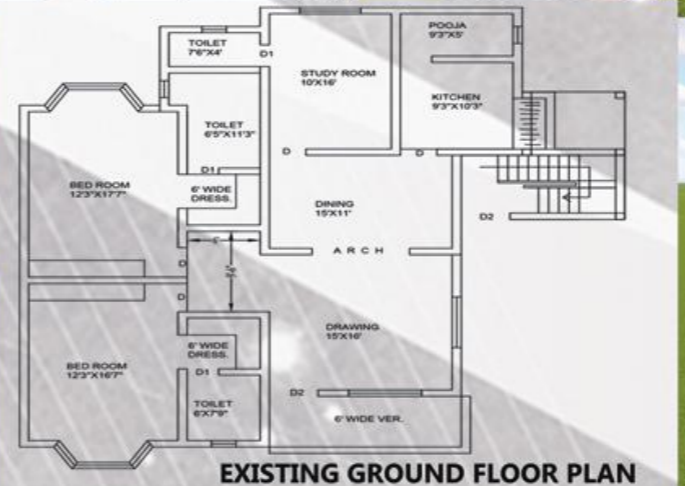 POOJA
9'3"X5'
TOILET
7'6"X4'
D1
STUDY ROOM
10'X16'
KITCHEN
9'3"X10'3"
TOILET
6'5"X11'3"
D
D
D1
BED ROOM
12'3"X17'7"
6' WIDE
DRESS.
DINING
15'X11'
D2
ARCH
D
D
DRAWING
15'X16'
6' WIDE
DRESS.
D1
BED ROOM
12'3"X16'7"
D2
TOILET
6'X7'9"
6' WIDE VER.
EXISTING GROUND FLOOR PLAN